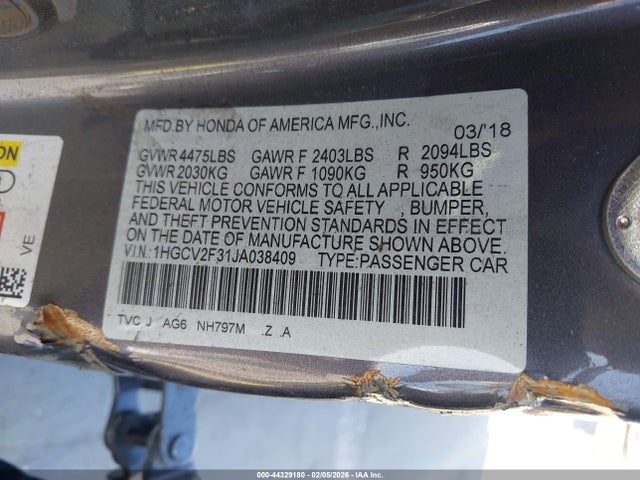 MFD.BY HONDA OF AMERICA MFG.,INC. 03/'18
GVWR 4475LBS GAWR F 2403LBS R 2094LBS
GVWR 2030KG GAWR F 1090KG R 950KG
THIS VEHICLE CONFORMS TO ALL APPLICABLE
FEDERAL MOTOR VEHICLE SAFETY , BUMPER,
AND THEFT PREVENTION STANDARDS IN EFFECT
ON THE DATE OF MANUFACTURE SHOWN ABOVE.
V.I.N.:1HGCV2F31JA038409 TYPE:PASSENGER CAR
TVC J AG6 NH797M .Z .A
VE
000-44329180 - 02/05/2026 - IAA Inc.